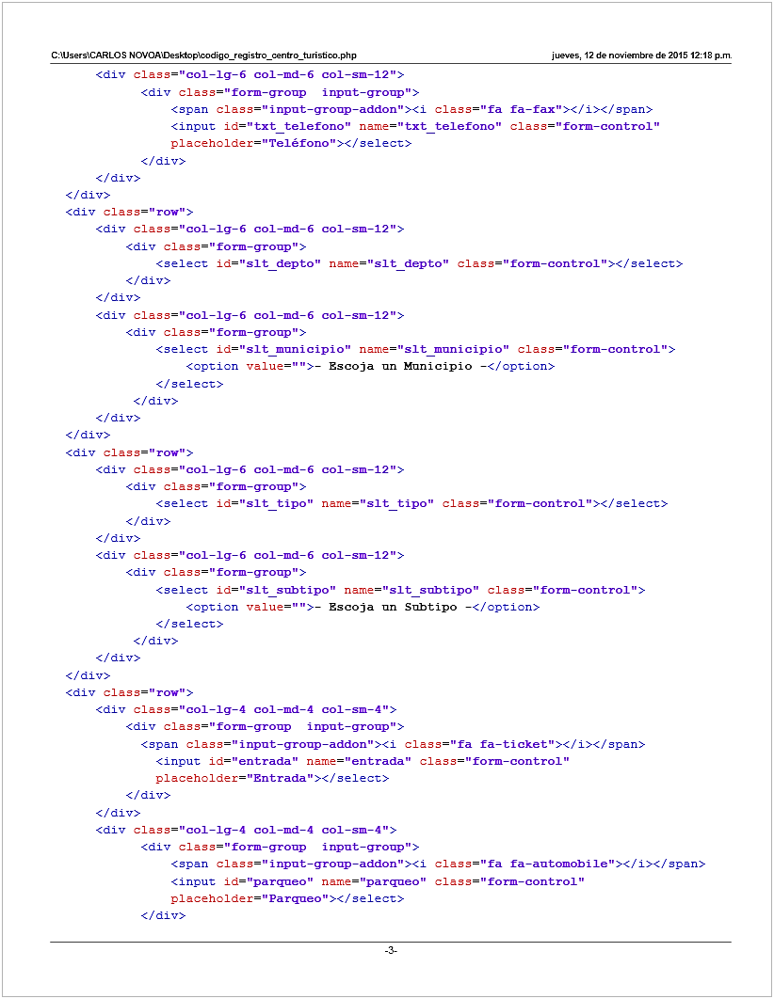 C:\Users\CARLOS NOVOA\Desktop\codigo_registro_centro_turistico.php jueves, 12 de noviembre de 2015 12:18 p.m.
<div class="col-lg-6 col-md-6 col-sm-12">
<div class="form-group  input-group">
<span class="input-group-addon"><i class="fa fa-fax"></i></span>
<input id="txt_telefono" name="txt_telefono" class="form-control"
placeholder="Teléfono"></select>
</div>
</div>
</div>
<div class="row">
<div class="col-lg-6 col-md-6 col-sm-12">
<div class="form-group">
<select id="slt_depto" name="slt_depto" class="form-control"></select>
</div>
</div>
<div class="col-lg-6 col-md-6 col-sm-12">
<div class="form-group">
<select id="slt_municipio" name="slt_municipio" class="form-control">
<option value="">- Escoja un Municipio -</option>
</select>
</div>
</div>
</div>
<div class="row">
<div class="col-lg-6 col-md-6 col-sm-12">
<div class="form-group">
<select id="slt_tipo" name="slt_tipo" class="form-control"></select>
</div>
</div>
<div class="col-lg-6 col-md-6 col-sm-12">
<div class="form-group">
<select id="slt_subtipo" name="slt_subtipo" class="form-control">
<option value="">- Escoja un Subtipo -</option>
</select>
</div>
</div>
</div>
<div class="row">
<div class="col-lg-4 col-md-4 col-sm-4">
<div class="form-group  input-group">
<span class="input-group-addon"><i class="fa fa-ticket"></i></span>
<input id="entrada" name="entrada" class="form-control"
placeholder="Entrada"></select>
</div>
</div>
<div class="col-lg-4 col-md-4 col-sm-4">
<div class="form-group  input-group">
<span class="input-group-addon"><i class="fa fa-automobile"></i></span>
<input id="parqueo" name="parqueo" class="form-control"
placeholder="Parqueo"></select>
</div>
-3-